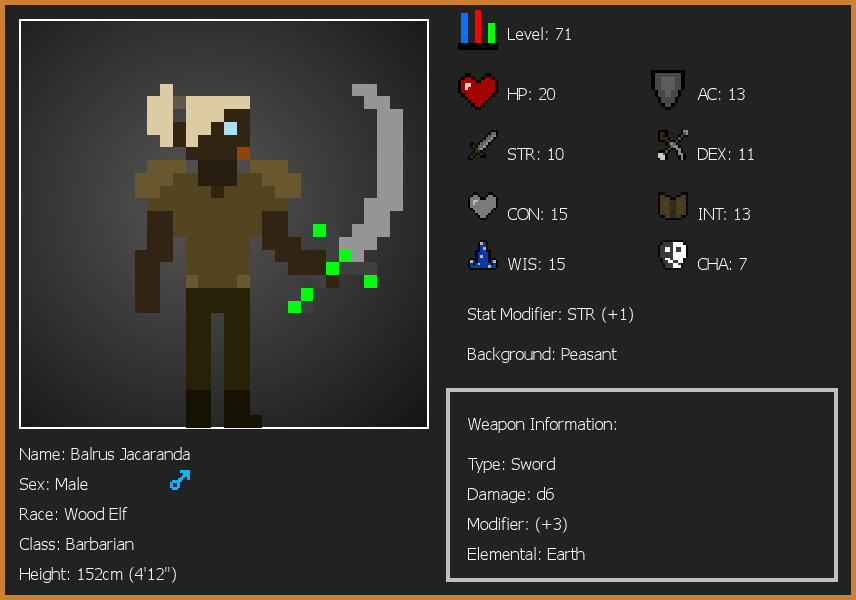 Level: 71
HP: 20
AC: 13
STR: 10
DEX: 11
CON: 15
INT: 13
WIS: 15
CHA: 7
Stat Modifier: STR (+1)
Background: Peasant
Weapon Information:
Type: Sword
Damage: d6
Modifier: (+3)
Elemental: Earth
Name: Balrus Jacaranda
Sex: Male
Race: Wood Elf
Class: Barbarian
Height: 152cm (4'12")